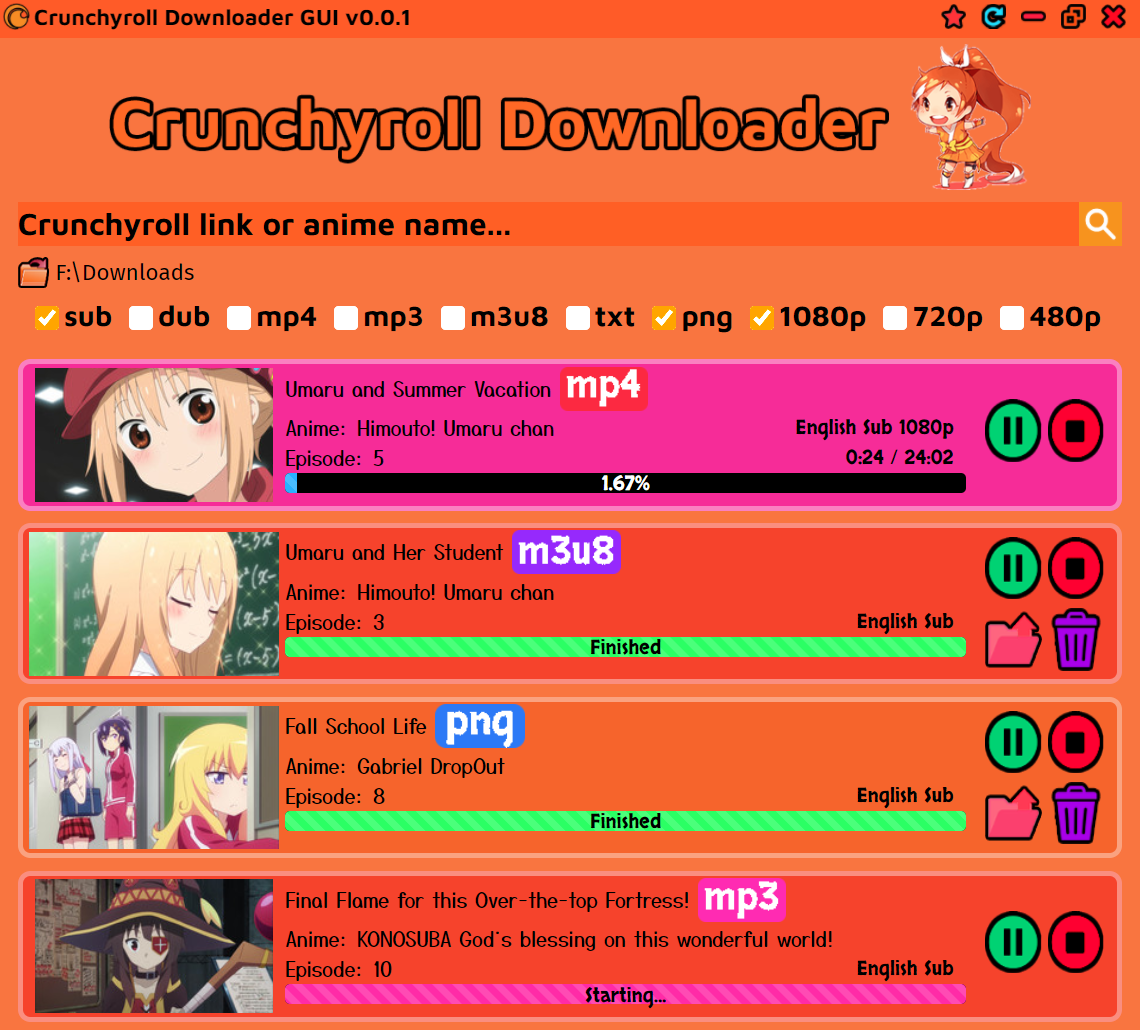 Crunchyroll Downloader GUI v0.0.1
Crunchyroll Downloader
Crunchyroll link or anime name...
F:\Downloads
sub dub mp4 mp3 m3u8 txt png 1080p 720p 480p
Umaru and Summer Vacation mp4
Anime: Himouto! Umaru chan
English Sub 1080p
Episode: 5
0:24 / 24:02
1.67%
Umaru and Her Student m3u8
Anime: Himouto! Umaru chan
Episode: 3
English Sub
Finished
Fall School Life png
Anime: Gabriel DropOut
Episode: 8
English Sub
Finished
Final Flame for this Over-the-top Fortress! mp3
Anime: KONOSUBA God's blessing on this wonderful world!
Episode: 10
English Sub
Starting...